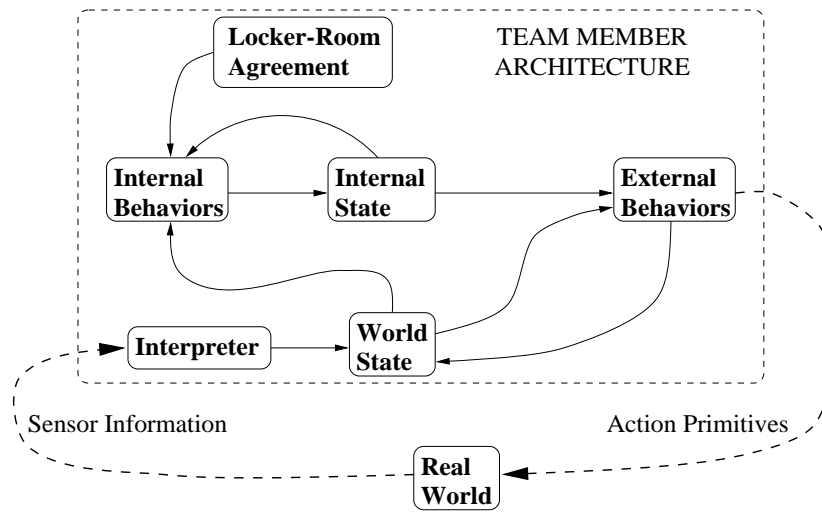 Locker-Room
Agreement
TEAM MEMBER
ARCHITECTURE
Internal
Behaviors
Internal
State
External
Behaviors
Interpreter
World
State
Sensor Information
Action Primitives
Real
World